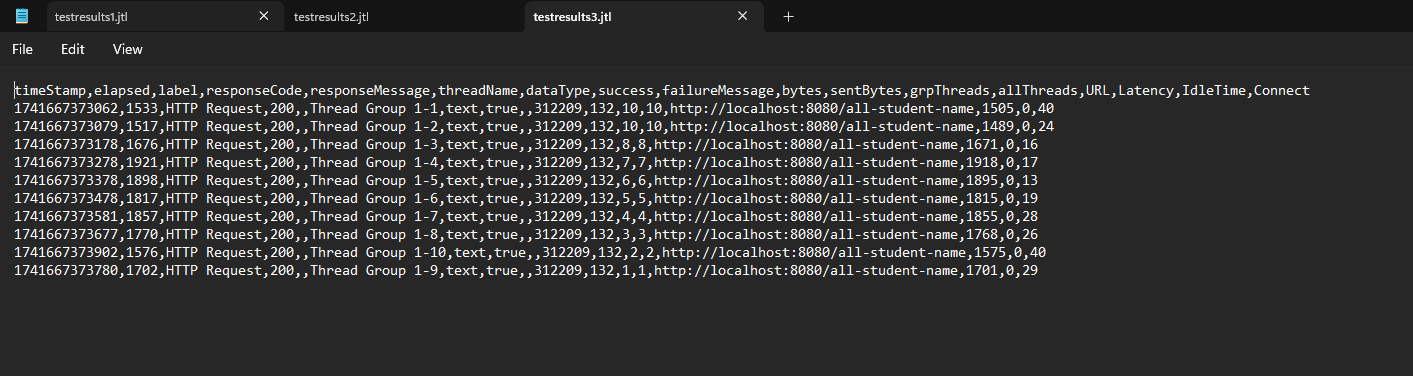 testresults1.jtl testresults2.jtl testresults3.jtl
File Edit View
timeStamp,elapsed,label,responseCode,responseMessage,threadName,dataType,success,failureMessage,bytes,sentBytes,grpThreads,allThreads,URL,Latency,IdleTime,Connect
1741667373062,1533,HTTP Request,200,,Thread Group 1-1,text,true,,312209,132,10,10,http://localhost:8080/all-student-name,1505,0,40
1741667373079,1517,HTTP Request,200,,Thread Group 1-2,text,true,,312209,132,10,10,http://localhost:8080/all-student-name,1489,0,24
1741667373178,1676,HTTP Request,200,,Thread Group 1-3,text,true,,312209,132,8,8,http://localhost:8080/all-student-name,1671,0,16
1741667373278,1921,HTTP Request,200,,Thread Group 1-4,text,true,,312209,132,7,7,http://localhost:8080/all-student-name,1918,0,17
1741667373378,1898,HTTP Request,200,,Thread Group 1-5,text,true,,312209,132,6,6,http://localhost:8080/all-student-name,1895,0,13
1741667373478,1817,HTTP Request,200,,Thread Group 1-6,text,true,,312209,132,5,5,http://localhost:8080/all-student-name,1815,0,19
1741667373581,1857,HTTP Request,200,,Thread Group 1-7,text,true,,312209,132,4,4,http://localhost:8080/all-student-name,1855,0,28
1741667373677,1770,HTTP Request,200,,Thread Group 1-8,text,true,,312209,132,3,3,http://localhost:8080/all-student-name,1768,0,26
1741667373902,1576,HTTP Request,200,,Thread Group 1-10,text,true,,312209,132,2,2,http://localhost:8080/all-student-name,1575,0,40
1741667373780,1702,HTTP Request,200,,Thread Group 1-9,text,true,,312209,132,1,1,http://localhost:8080/all-student-name,1701,0,29